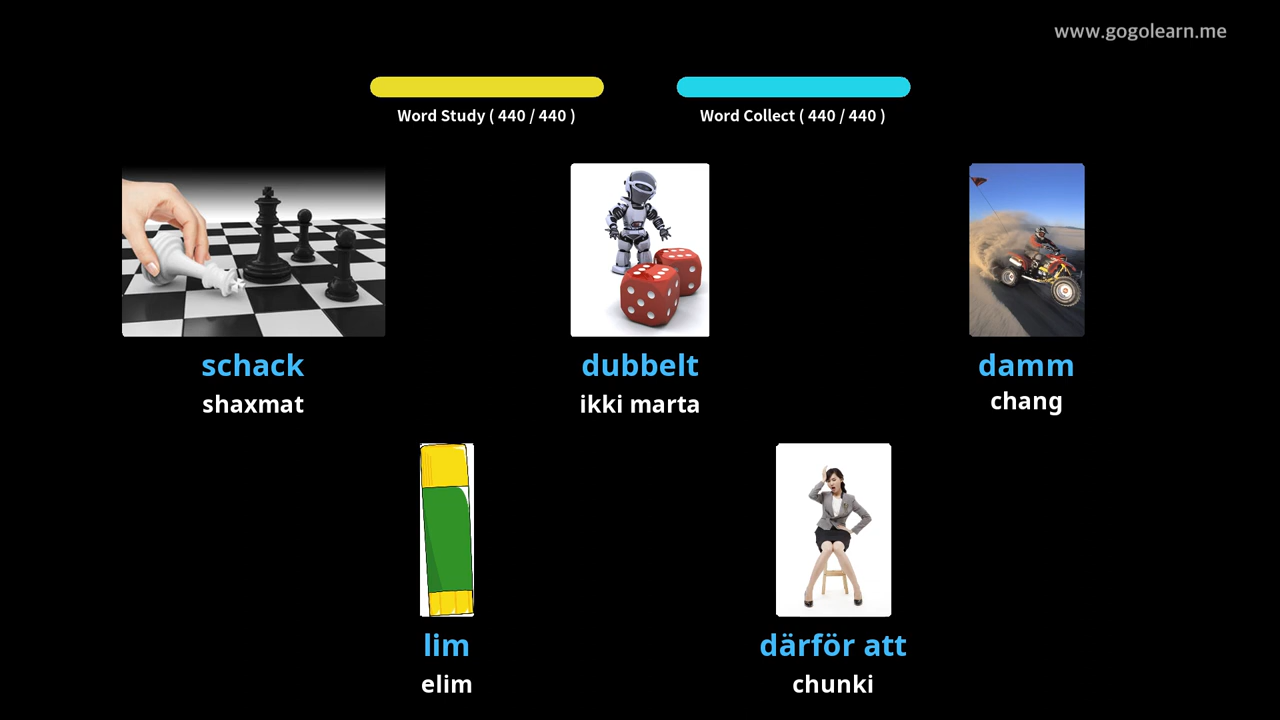 www.gogolearn.me
Word Study ( 440 / 440 )
Word Collect ( 440 / 440 )
schack
shaxmat
dubbelt
ikki marta
damm
chang
lim
elim
därför att
chunki